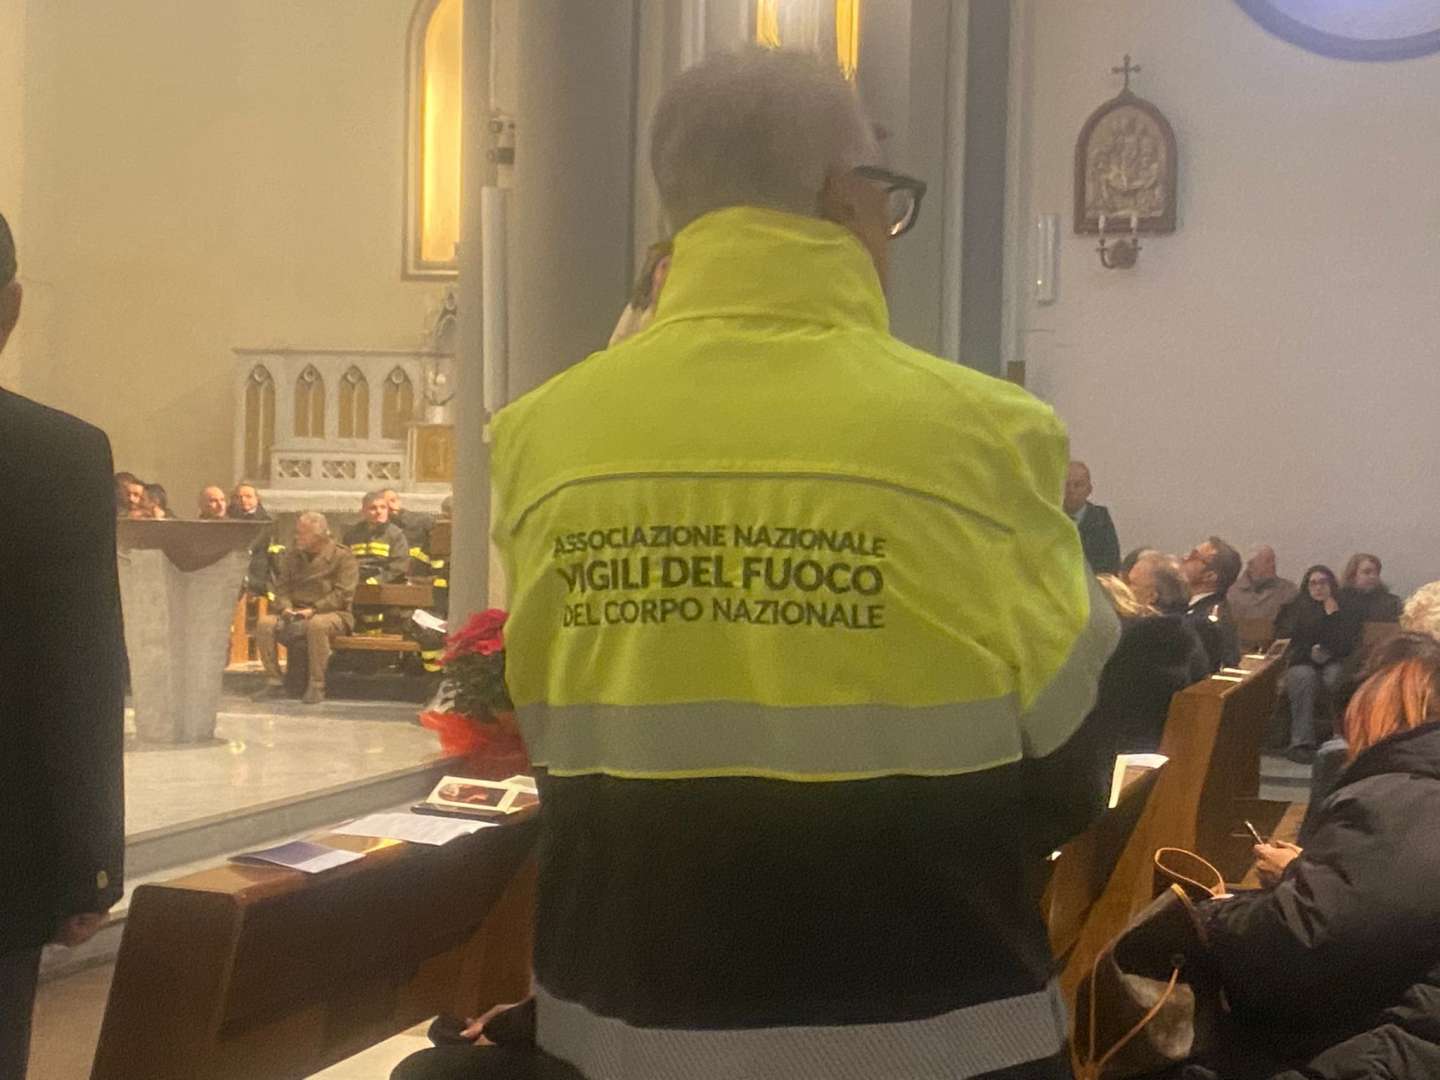 ASSOCIAZIONE NAZIONALE
VIGILI DEL FUOCO
DEL CORPO NAZIONALE